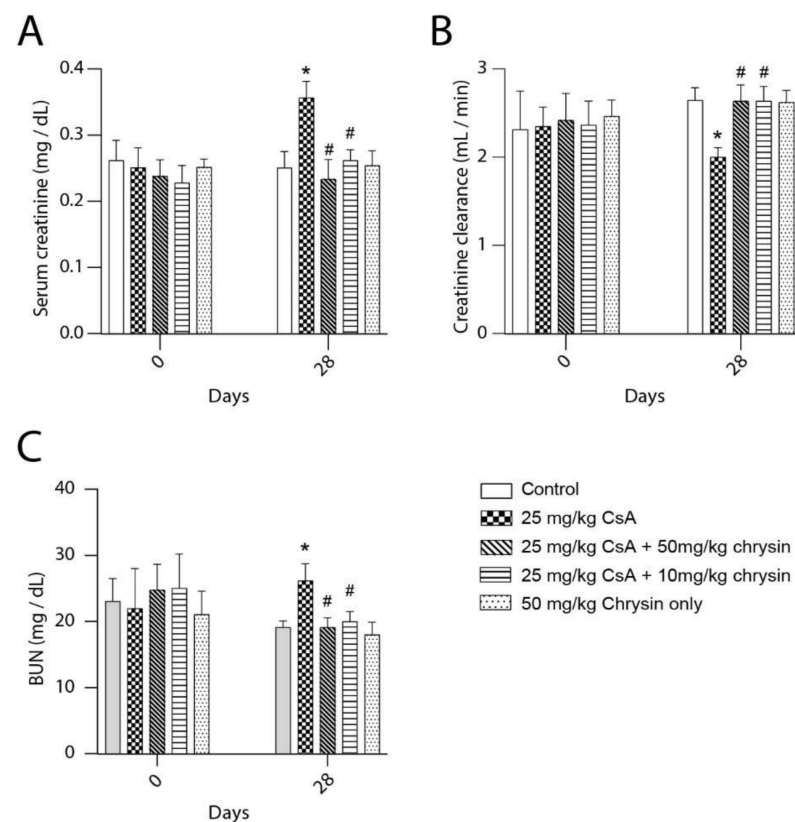 A
Serum creatinine (mg / dL)
0.4
0.3
0.2
0.1
0.0
*
#
#
0
28
Days
B
Creatinine clearance (mL / min)
3
2
1
0
*
#
#
0
28
Days
C
BUN (mg / dL)
40
30
20
10
0
*
#
#
0
28
Days
Control
25 mg/kg CsA
25 mg/kg CsA + 50mg/kg chrysin
25 mg/kg CsA + 10mg/kg chrysin
50 mg/kg Chrysin only